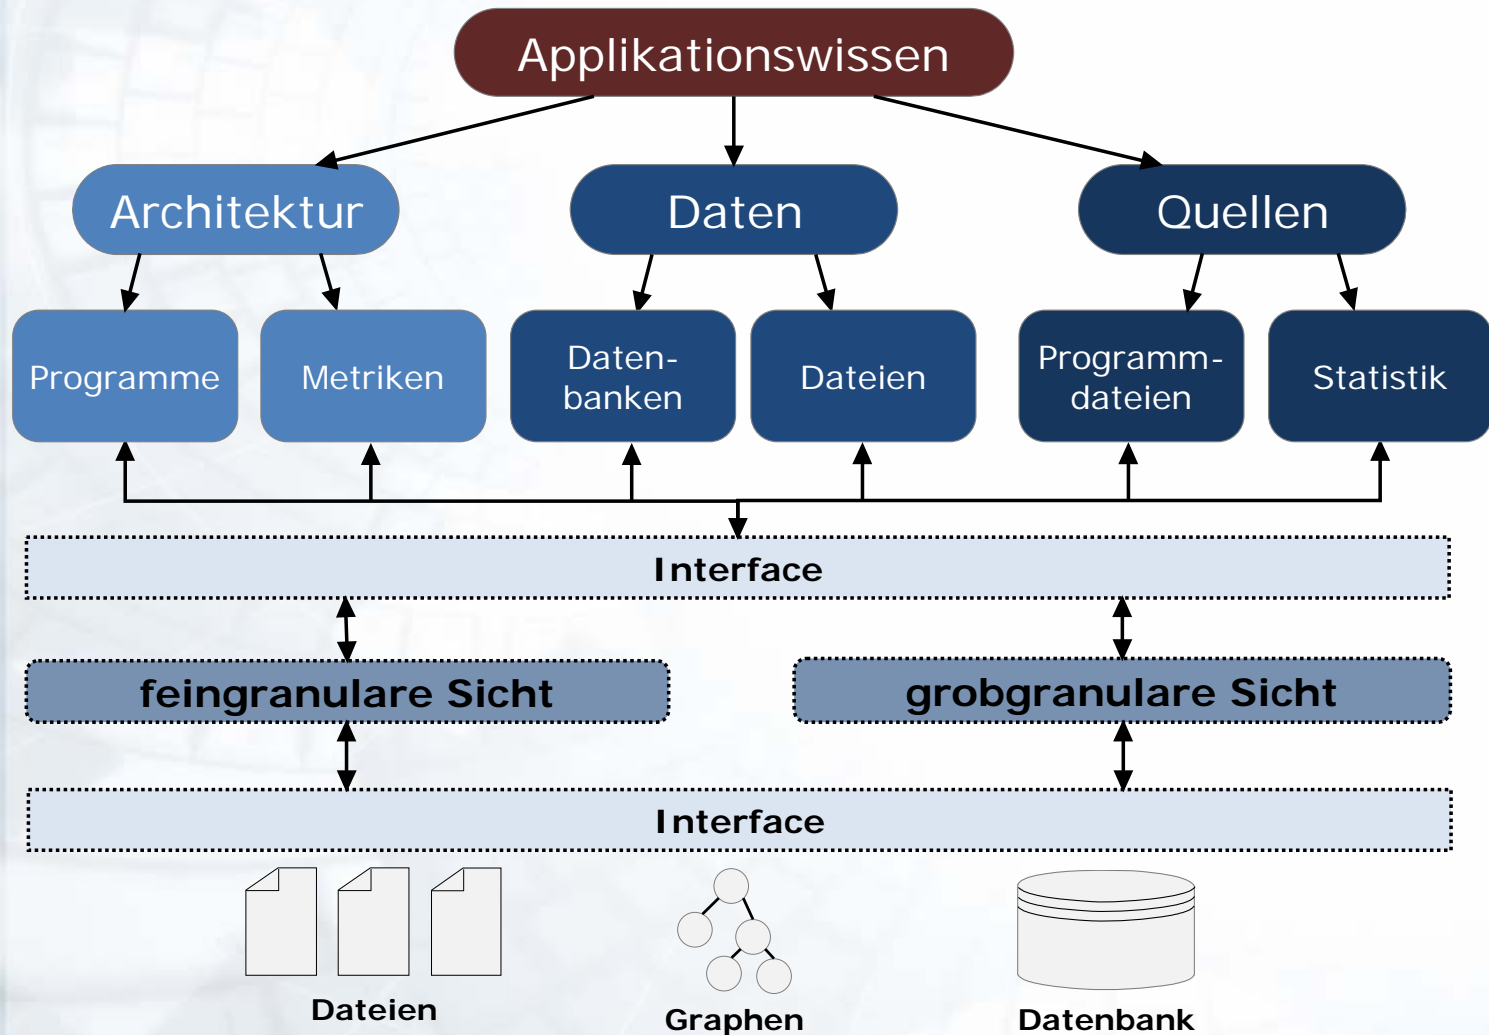 Applikationswissen
Architektur
Daten
Quellen
Programme
Metriken
Daten-
banken
Dateien
Programm-
dateien
Statistik
Interface
feingranulare Sicht
grobgranulare Sicht
Interface
Dateien
Graphen
Datenbank